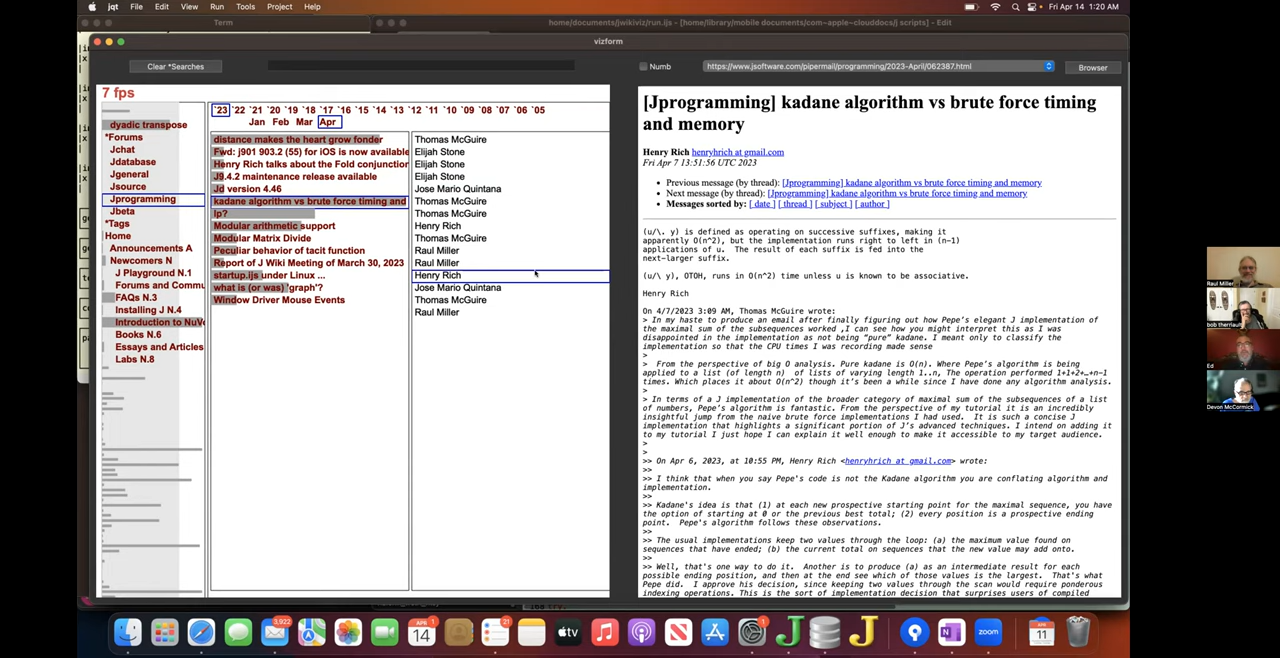 jqt File Edit View Run Tools Project Help
Fri Apr 14 1:20 AM
Term
home/documents/jwikiviz/run.ijs - [home/library/mobile documents/com~apple~clouddocs/j scripts] - Edit
vizform
Clear *Searches
Numb
https://www.jsoftware.com/pipermail/programming/2023-April/062387.html
Browser
7 fps
dyadic transpose
*Forums
Jchat
Jdatabase
Jgeneral
Jsource
Jprogramming
Jbeta
*Tags
Home
Announcements A
Newcomers N
J Playground N.1
Forums and Commu
FAQs N.3
Installing J N.4
Introduction to NuVo
Books N.6
Essays and Articles
Labs N.8
`23 `22 `21 `20 `19 `18 `17 `16 `15 `14 `13 `12 `11 `10 `09 `08 `07 `06 `05
Jan Feb Mar Apr
distance makes the heart grow fonder
Fwd: j901 903.2 (55) for iOS is now available
Henry Rich talks about the Fold conjunction
J9.4.2 maintenance release available
Jd version 4.46
kadane algorithm vs brute force timing and
lp?
Modular arithmetic support
Modular Matrix Divide
Peculiar behavior of tacit function
Report of J Wiki Meeting of March 30, 2023
startup.ijs under Linux ...
what is (or was) 'graph'?
Window Driver Mouse Events
Thomas McGuire
Elijah Stone
Elijah Stone
Elijah Stone
Jose Mario Quintana
Thomas McGuire
Thomas McGuire
Henry Rich
Thomas McGuire
Raul Miller
Raul Miller
Henry Rich
Jose Mario Quintana
Thomas McGuire
Raul Miller
[Jprogramming] kadane algorithm vs brute force timing
and memory
Henry Rich henryhrich at gmail.com
Fri Apr 7 13:51:56 UTC 2023
• Previous message (by thread): [Jprogramming] kadane algorithm vs brute force timing and memory
• Next message (by thread): [Jprogramming] kadane algorithm vs brute force timing and memory
• Messages sorted by: [ date ] [ thread ] [ subject ] [ author ]
(u/\. y) is defined as operating on successive suffixes, making it
apparently O(n^2), but the implementation runs right to left in (n-1)
applications of u. The result of each suffix is fed into the
next-larger suffix.
(u/\ y), OTOH, runs in O(n^2) time unless u is known to be associative.
Henry Rich
On 4/7/2023 3:09 AM, Thomas McGuire wrote:
> In my haste to produce an email after finally figuring out how Pepe's elegant J implementation of
the maximal sum of the subsequences worked ,I can see how you might interpret this as I was
disappointed in the implementation as not being "pure" kadane. I meant only to classify the
implementation so that the CPU times I was recording made sense
>
> From the perspective of big O analysis. Pure kadane is O(n). Where Pepe's algorithm is being
applied to a list (of length n) of lists of varying length 1..n, The operation performed 1+1+2+…+n-1
times. Which places it about O(n^2) though it's been a while since I have done any algorithm analysis.
>
> In terms of a J implementation of the broader category of maximal sum of the subsequences of a list
of numbers, Pepe's algorithm is fantastic. From the perspective of my tutorial it is an incredibly
insightful jump from the naive brute force implementations I had used. It is such a concise J
implementation that highlights a significant portion of J's advanced techniques. I intend on adding it
to my tutorial I just hope I can explain it well enough to make it accessible to my target audience.
>
>
>> On Apr 6, 2023, at 10:55 PM, Henry Rich <henryhrich at gmail.com> wrote:
>>
>> I think that when you say Pepe's code is not the Kadane algorithm you are conflating algorithm and
implementation.
>>
>> Kadane's idea is that (1) at each new prospective starting point for the maximal sequence, you have
the option of starting at 0 or the previous best total; (2) every position is a prospective ending
point. Pepe's algorithm follows these observations.
>>
>> The usual implementations keep two values through the loop: (a) the maximum value found on
sequences that have ended; (b) the current total on sequences that the new value may add onto.
>>
>> Well, that's one way to do it. Another is to produce (a) as an intermediate result for each
possible ending position, and then at the end see which of those values is the largest. That's what
Pepe did. I approve his decision, since keeping two values through the scan would require ponderous
indexing operations. This is the sort of implementation decision that surprises users of compiled
Raul Miller
bob therriault
Ed
Devon McCormick
3,922
APR
14
1
21
tv
1
zoom
11